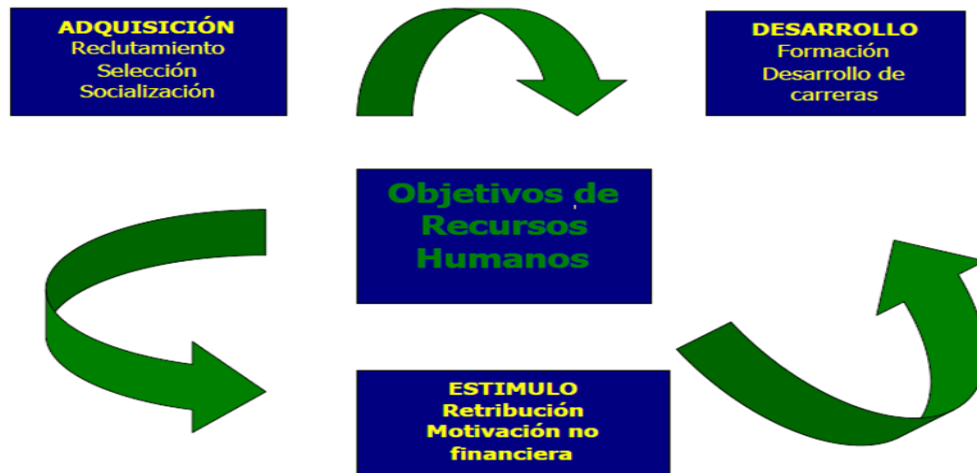 ADQUISICIÓN
Reclutamiento
Selección
Socialización
DESARROLLO
Formación
Desarrollo de
carreras
Objetivos de
Recursos
Humanos
ESTIMULO
Retribución
Motivación no
financiera